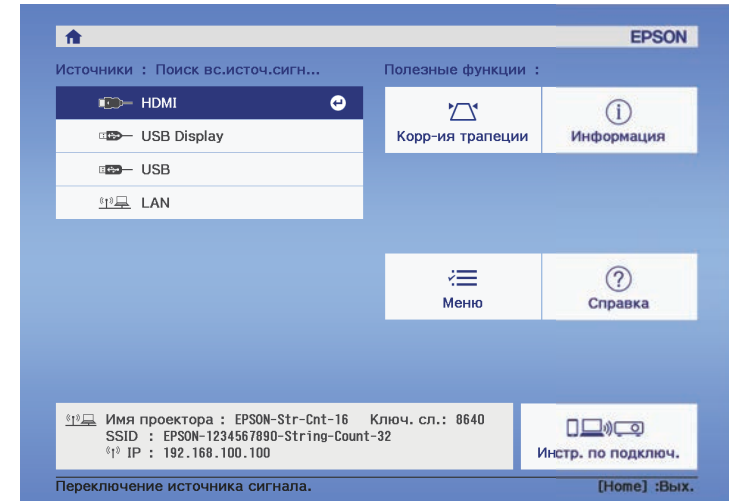 EPSON
Источники : Поиск вс.источ.сигн...
HDMI
USB Display
USB
LAN
Полезные функции :
Корр-ия трапеции
Информация
Меню
Справка
Имя проектора : EPSON-Str-Cnt-16 Ключ. сл.: 8640
SSID : EPSON-1234567890-String-Count-32
IP : 192.168.100.100
Инстр. по подключ.
Переключение источника сигнала.
[Home] :Вых.